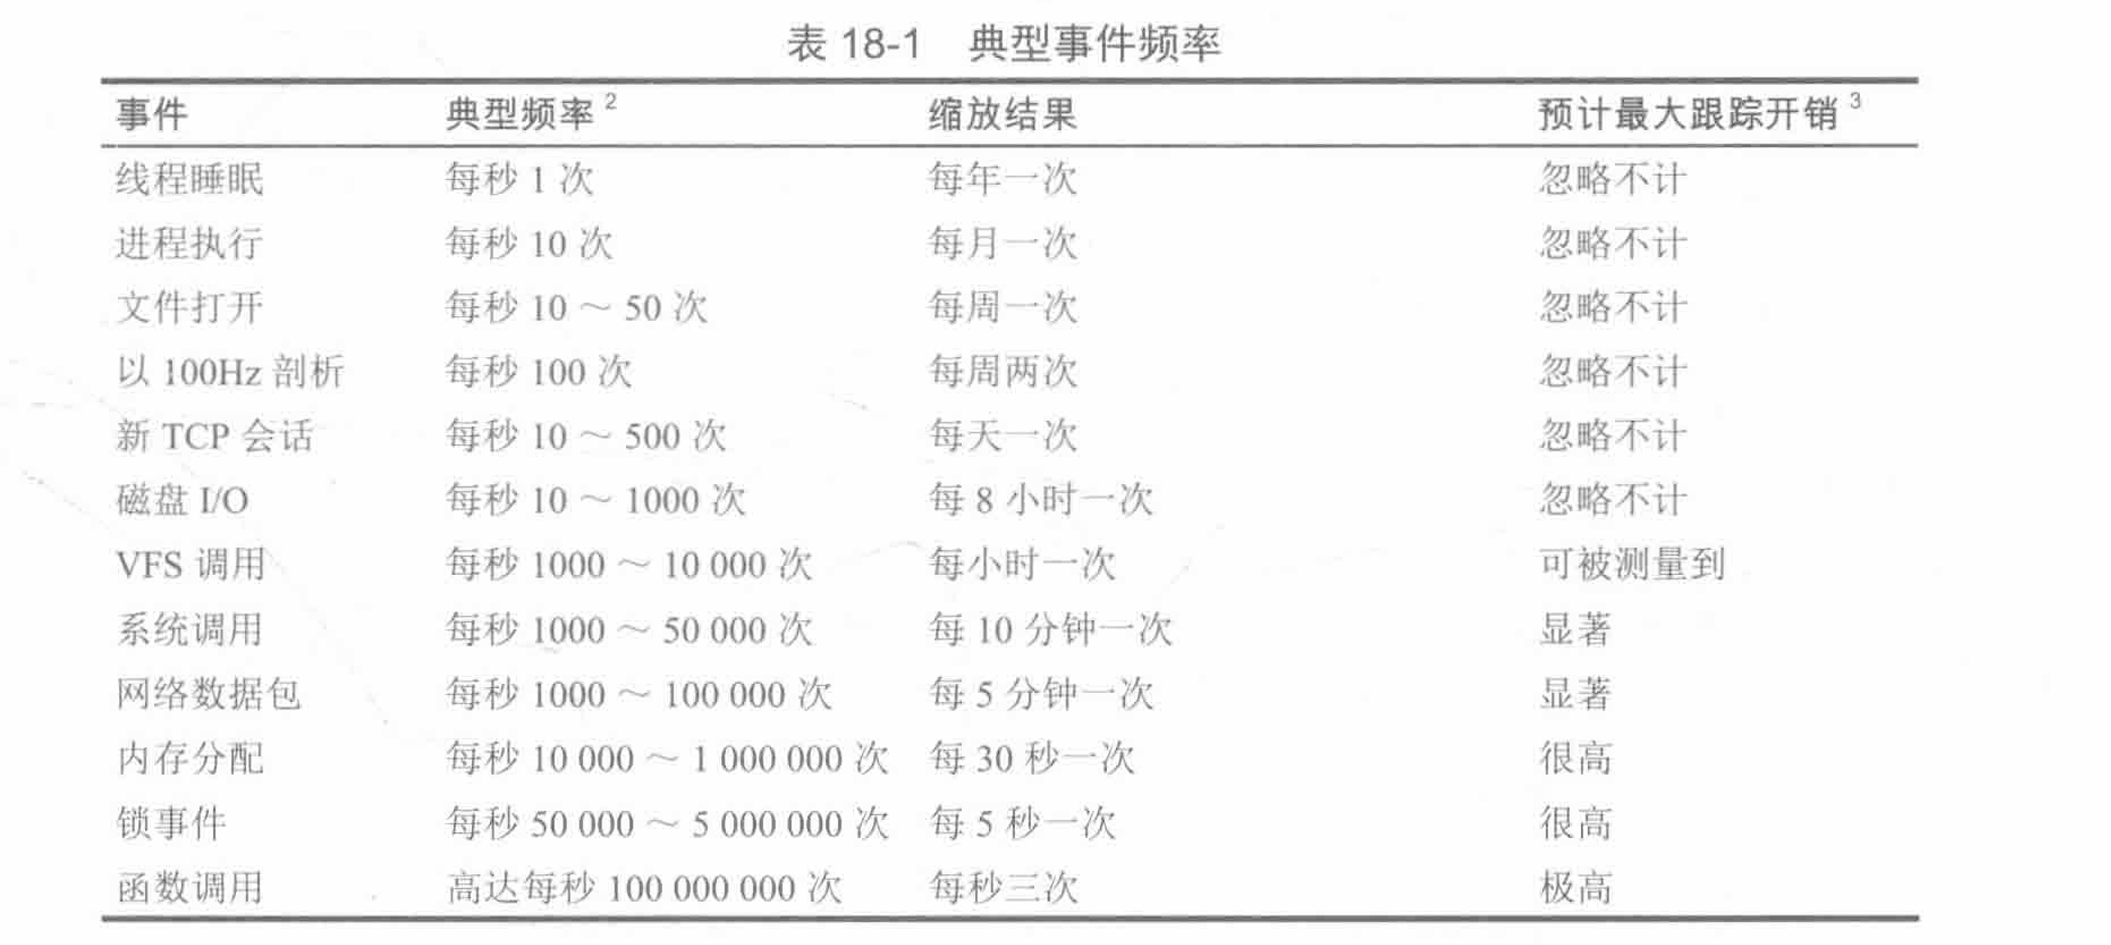 表 18-1 典型事件频率
事件 典型频率2 缩放结果 预计最大跟踪开销3
线程睡眠 每秒 1 次 每年一次 忽略不计
进程执行 每秒 10 次 每月一次 忽略不计
文件打开 每秒 10 ~ 50 次 每周一次 忽略不计
以 100Hz 剖析 每秒 100 次 每周两次 忽略不计
新 TCP 会话 每秒 10 ~ 500 次 每天一次 忽略不计
磁盘 I/O 每秒 10 ~ 1000 次 每 8 小时一次 忽略不计
VFS 调用 每秒 1000 ~ 10 000 次 每小时一次 可被测量到
系统调用 每秒 1000 ~ 50 000 次 每 10 分钟一次 显著
网络数据包 每秒 1000 ~ 100 000 次 每 5 分钟一次 显著
内存分配 每秒 10 000 ~ 1 000 000 次 每 30 秒一次 很高
锁事件 每秒 50 000 ~ 5 000 000 次 每 5 秒一次 很高
函数调用 高达每秒 100 000 000 次 每秒三次 极高